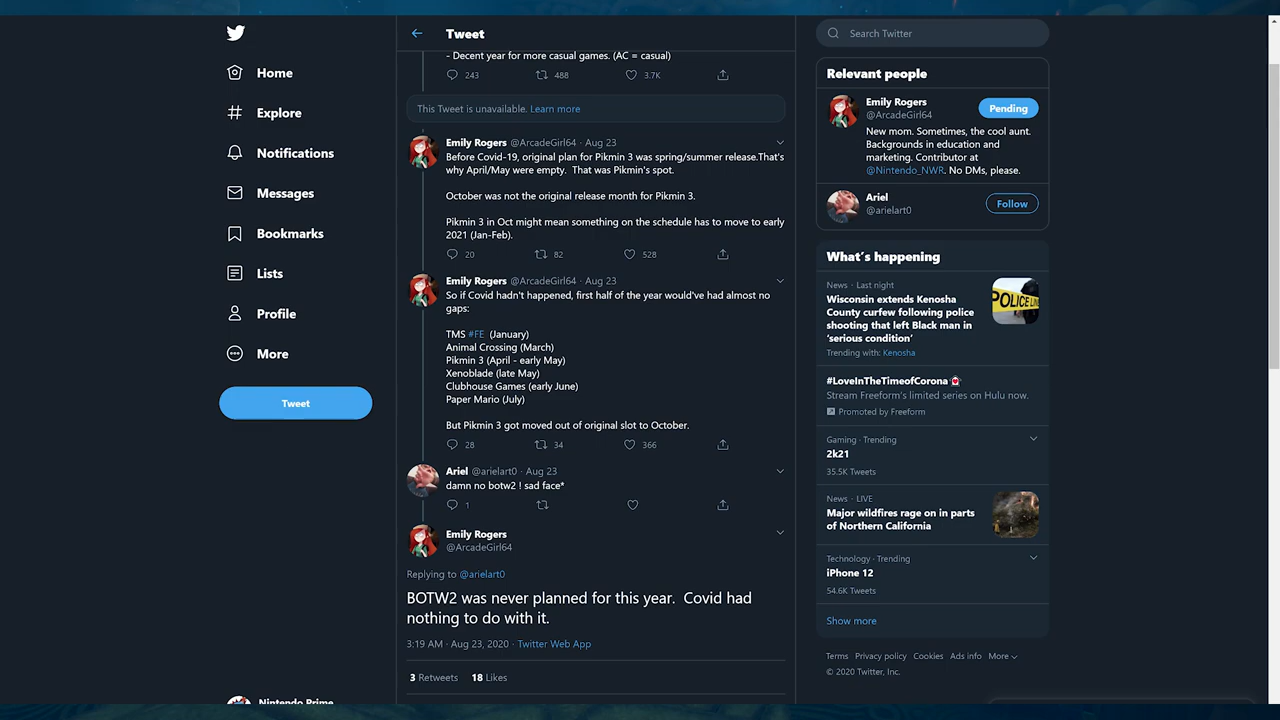 Home
Explore
Notifications
Messages
Bookmarks
Lists
Profile
More
Tweet
Tweet
- Decent year for more casual games. (AC = casual)
243 488 3.7K
This Tweet is unavailable. Learn more
Emily Rogers @ArcadeGirl64 · Aug 23
Before Covid-19, original plan for Pikmin 3 was spring/summer release.That's
why April/May were empty.  That was Pikmin's spot.
October was not the original release month for Pikmin 3.
Pikmin 3 in Oct might mean something on the schedule has to move to early
2021 (Jan-Feb).
20 82 528
Emily Rogers @ArcadeGirl64 · Aug 23
So if Covid hadn't happened, first half of the year would've had almost no
gaps:
TMS #FE  (January)
Animal Crossing (March)
Pikmin 3 (April - early May)
Xenoblade (late May)
Clubhouse Games (early June)
Paper Mario (July)
But Pikmin 3 got moved out of original slot to October.
28 34 366
Ariel @arielart0 · Aug 23
damn no botw2 ! sad face*
1
Emily Rogers
@ArcadeGirl64
Replying to @arielart0
BOTW2 was never planned for this year.  Covid had
nothing to do with it.
3:19 AM · Aug 23, 2020 · Twitter Web App
3 Retweets 18 Likes
Search Twitter
Relevant people
Emily Rogers
@ArcadeGirl64
Pending
New mom. Sometimes, the cool aunt.
Backgrounds in education and
marketing. Contributor at
@Nintendo_NWR. No DMs, please.
Ariel
@arielart0
Follow
What's happening
News · Last night
Wisconsin extends Kenosha
County curfew following police
shooting that left Black man in
'serious condition'
Trending with: Kenosha
POLICE LINE
#LoveInTheTimeofCorona
Stream Freeform's limited series on Hulu now.
Promoted by Freeform
Gaming · Trending
2k21
35.5K Tweets
News · LIVE
Major wildfires rage on in parts
of Northern California
Technology · Trending
iPhone 12
54.6K Tweets
Show more
Terms Privacy policy Cookies Ads info More
© 2020 Twitter, Inc.
Nintendo Prime